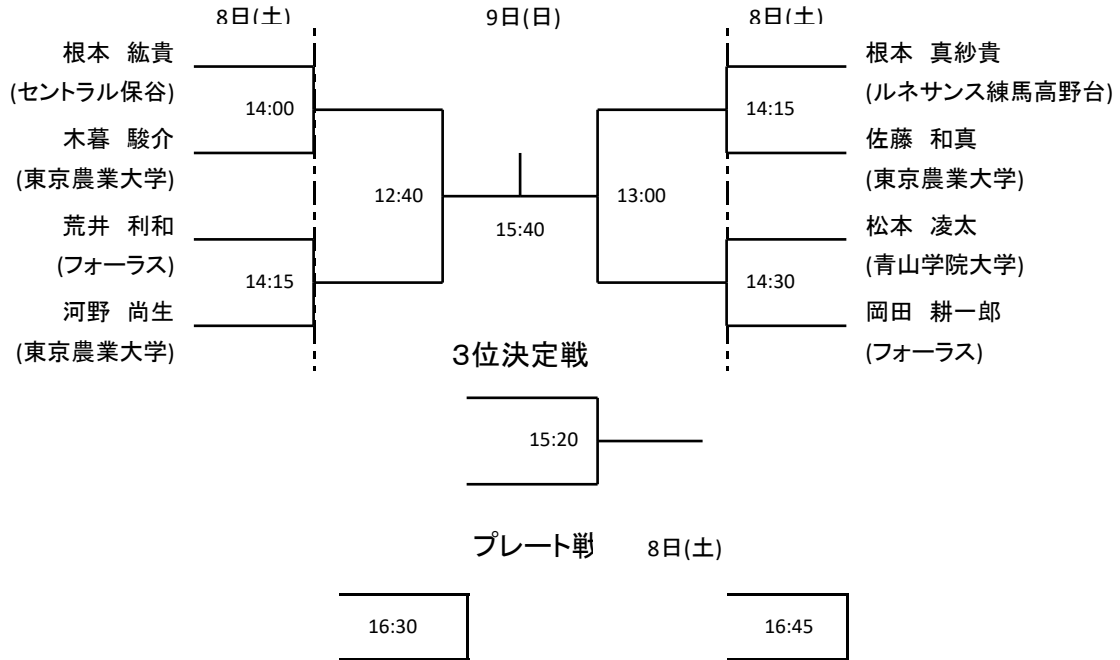 8日(土) 9日(日) 8日(土)
根本 紘貴 根本 真紗貴
(セントラル保谷) (ルネサンス練馬高野台)
14:00 14:15
木暮 駿介 佐藤 和真
(東京農業大学) (東京農業大学)
12:40 13:00
荒井 利和 15:40 松本 凌太
(フォーラス) (青山学院大学)
14:15 14:30
河野 尚生 岡田 耕一郎
(東京農業大学) (フォーラス)
3位決定戦
15:20
プレート戦 8日(土)
16:30 16:45